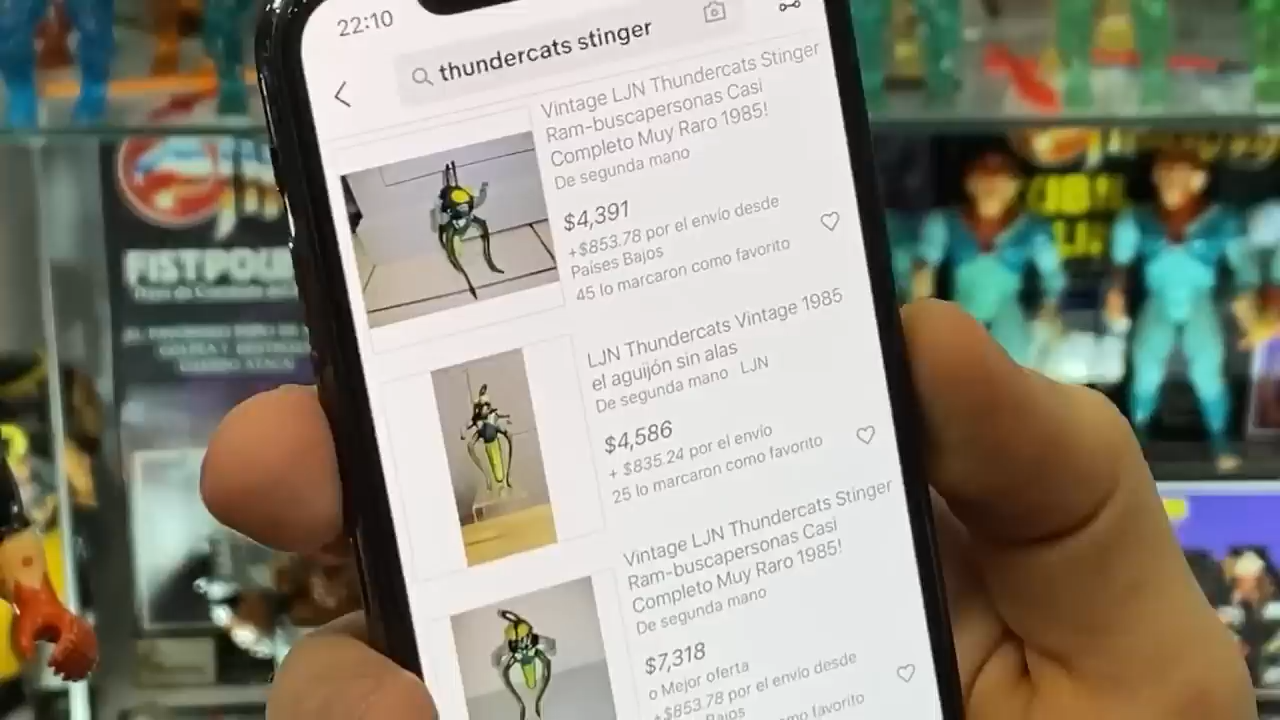 22:10
thundercats stinger
Vintage LJN Thundercats Stinger
Ram-buscapersonas Casi
Completo Muy Raro 1985!
De segunda mano
$4,391
+$853.78 por el envío desde
Países Bajos
45 lo marcaron como favorito
LJN Thundercats Vintage 1985
el aguijón sin alas
De segunda mano LJN
$4,586
+ $835.24 por el envío
25 lo marcaron como favorito
Vintage LJN Thundercats Stinger
Ram-buscapersonas Casi
Completo Muy Raro 1985!
De segunda mano
$7,318
o Mejor oferta
+$853.78 por el envío desde
Bajos
como favorito
FISTPOU